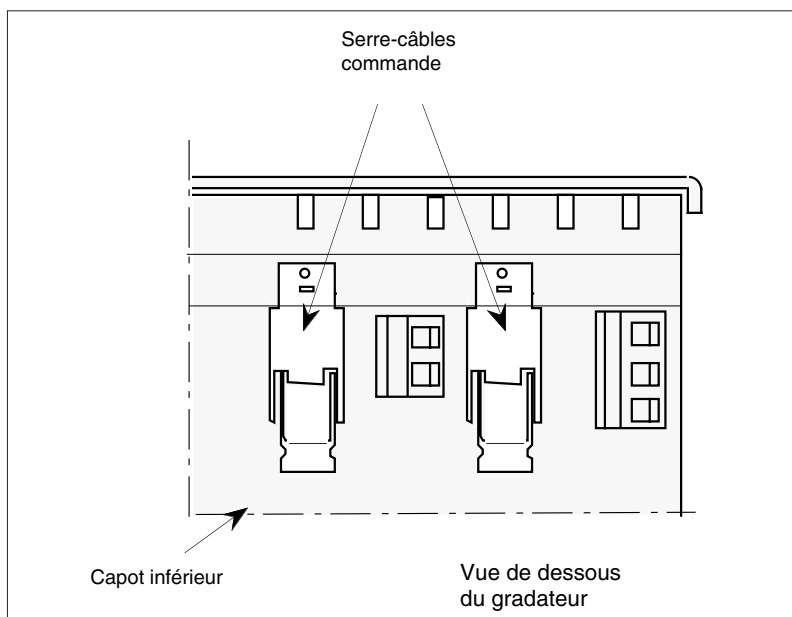 Serre-câbles
commande
Capot inférieur
Vue de dessous
du gradateur